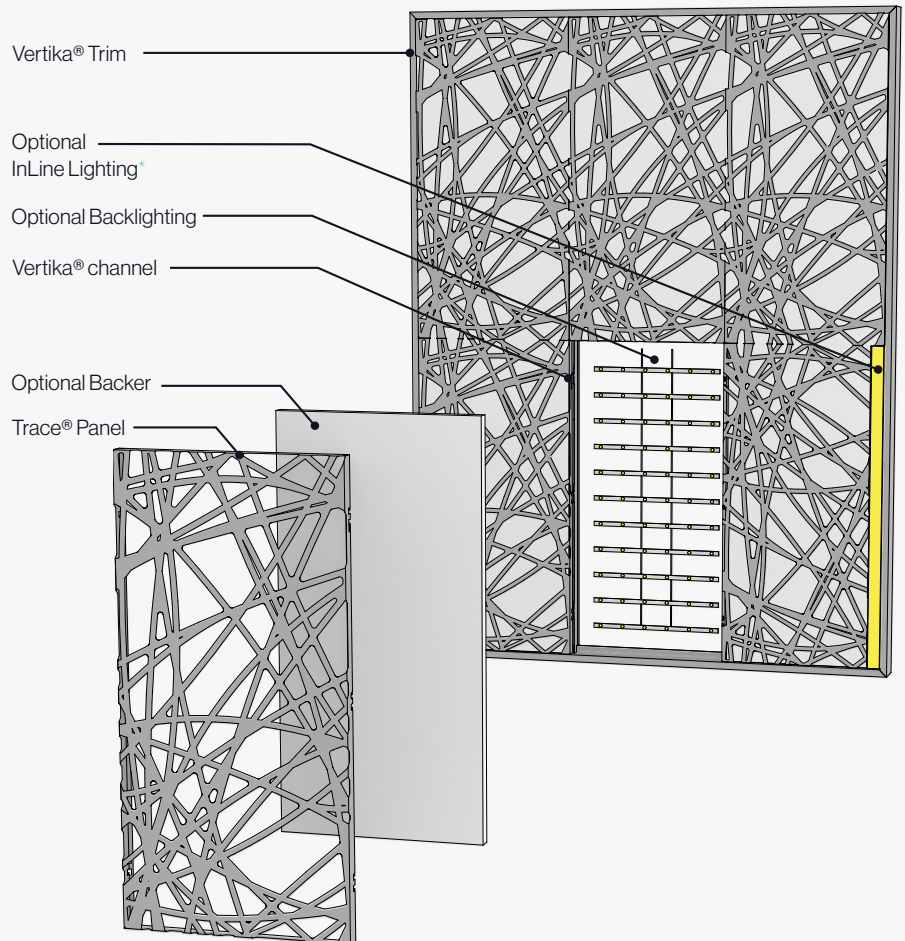 Vertika® Trim
Optional
InLine Lighting*
Optional Backlighting
Vertika® channel
Optional Backer
Trace® Panel